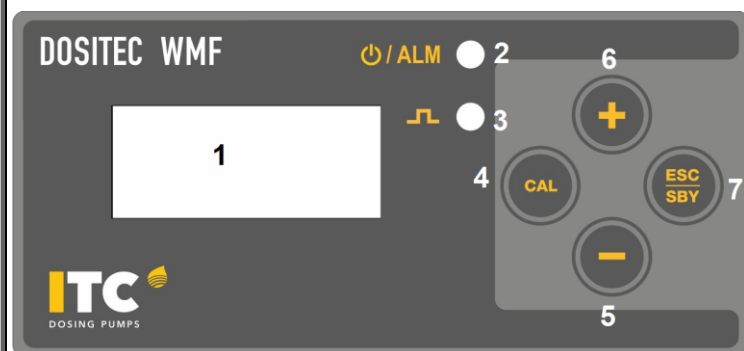 DOSITEC WMF
⏻/ ALM 2
6
3
+
1
4
CAL
ESC
SBY
7
−
ITC
DOSING PUMPS
5